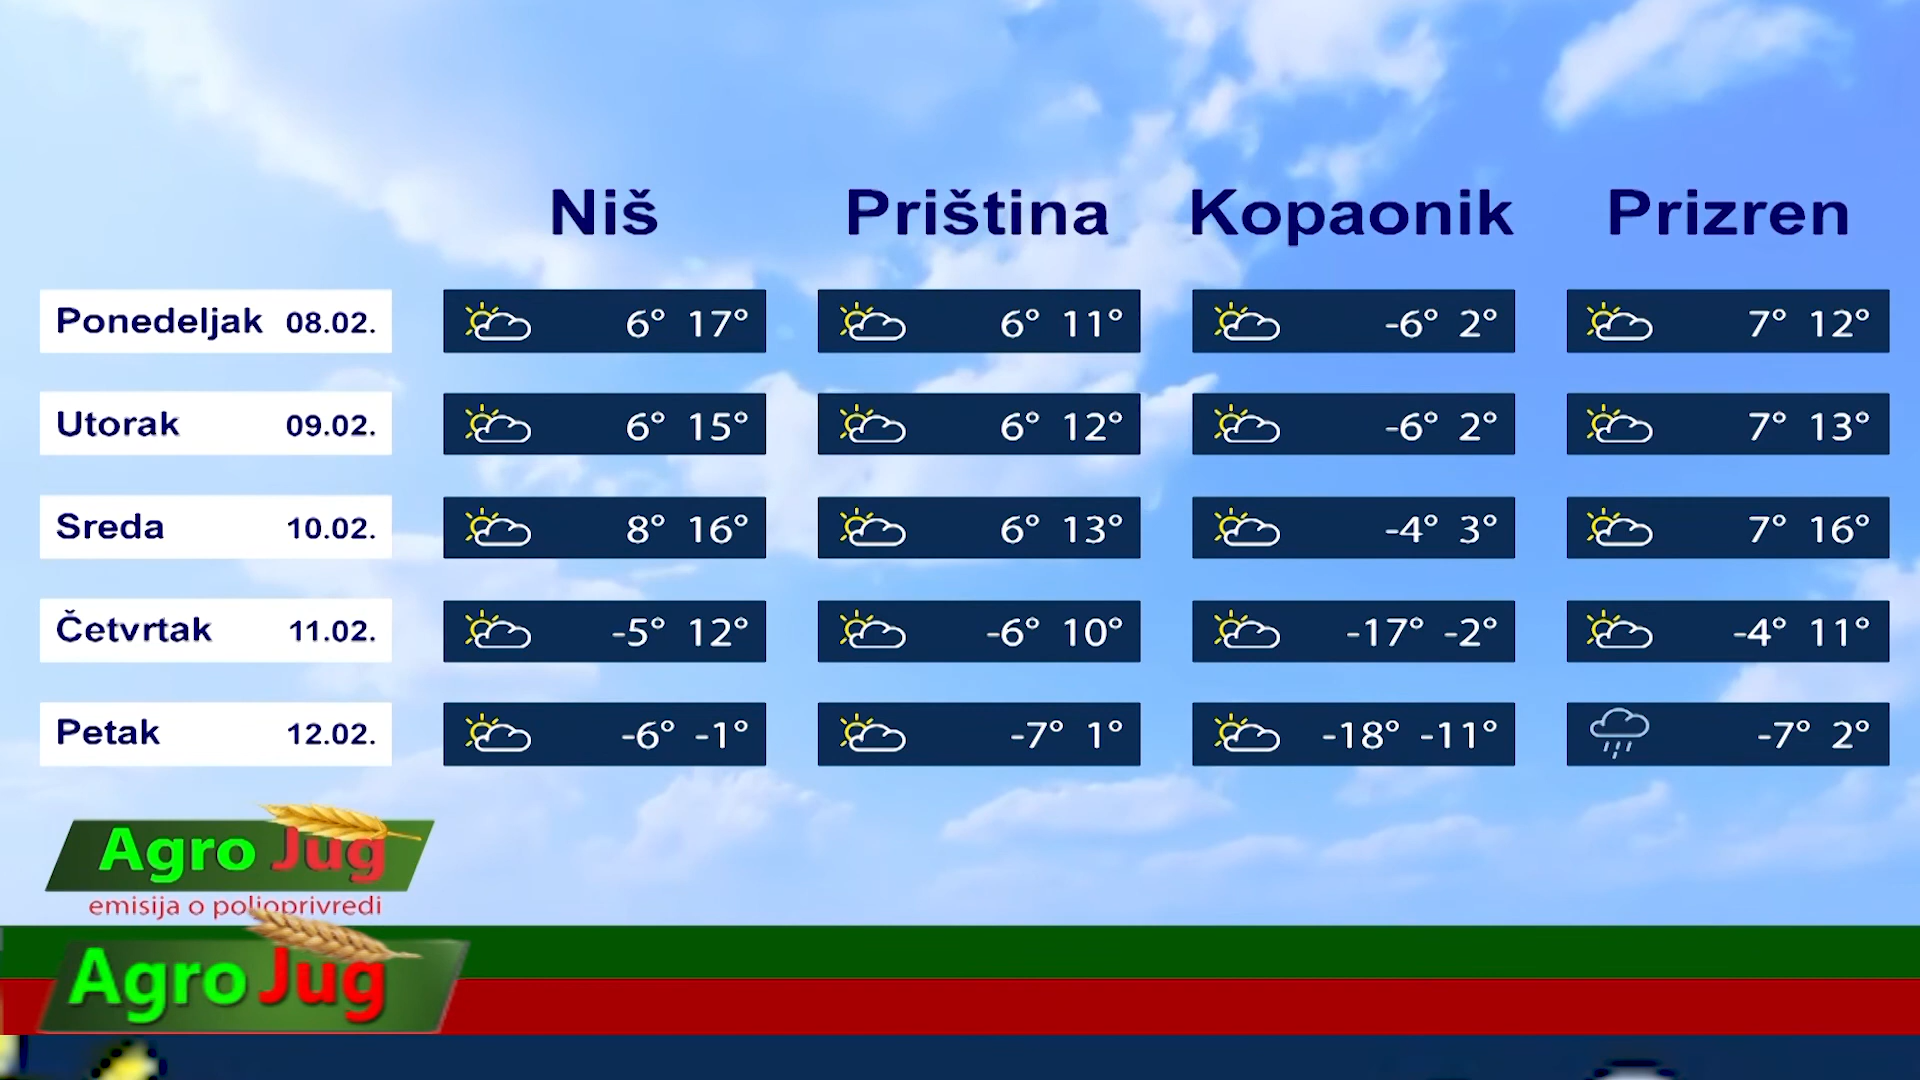 Niš Priština Kopaonik Prizren
Ponedeljak 08.02. 6° 17° 6° 11° -6° 2° 7° 12°
Utorak 09.02. 6° 15° 6° 12° -6° 2° 7° 13°
Sreda 10.02. 8° 16° 6° 13° -4° 3° 7° 16°
Četvrtak 11.02. -5° 12° -6° 10° -17° -2° -4° 11°
Petak 12.02. -6° -1° -7° 1° -18° -11° -7° 2°
Agro Jug
emisija o poljoprivredi
Agro Jug